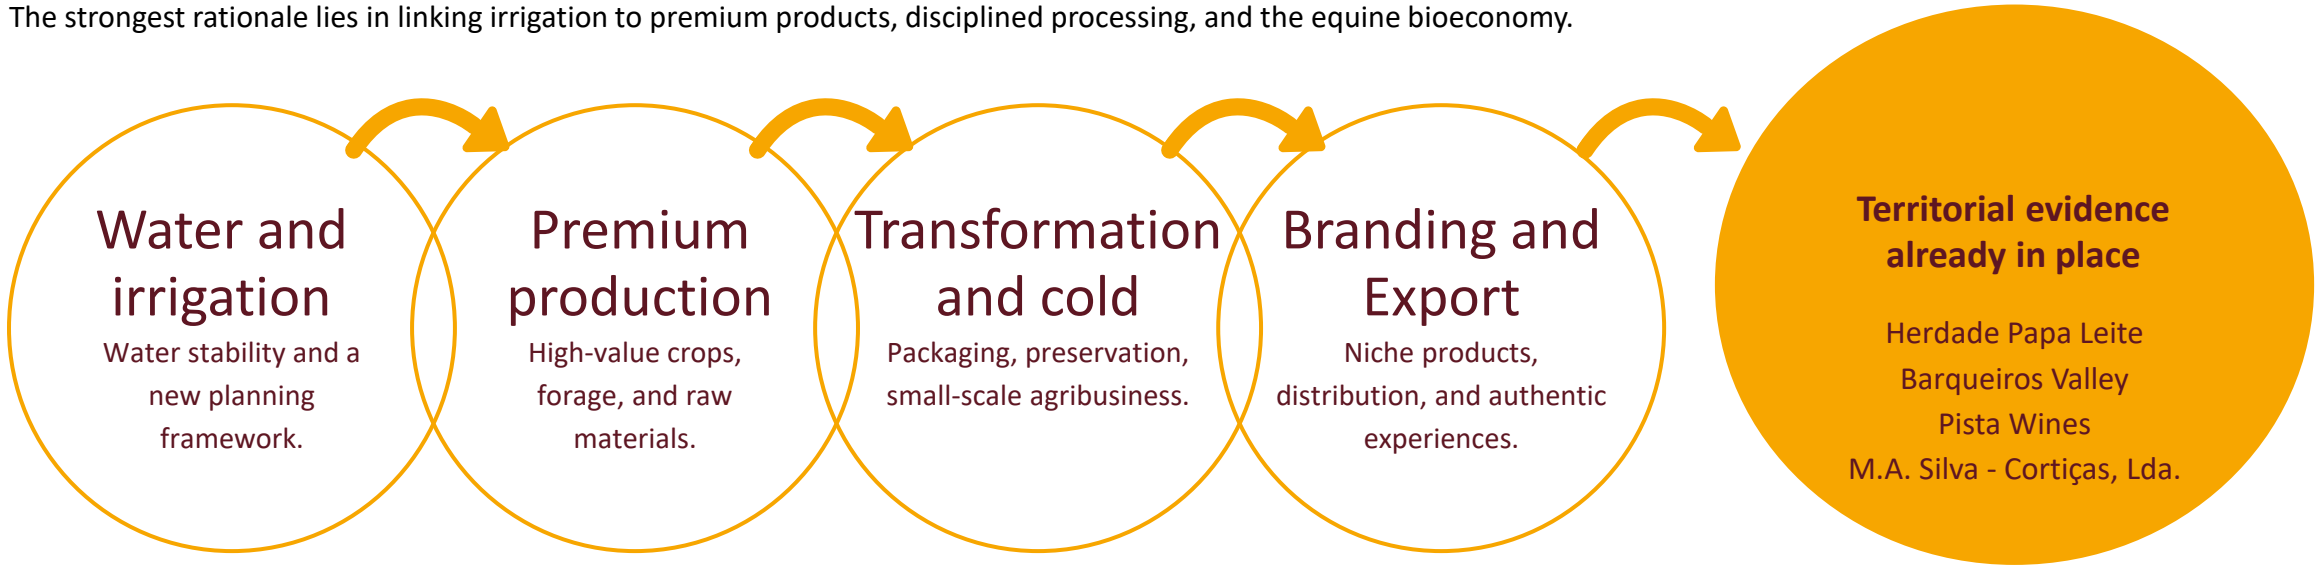 The strongest rationale lies in linking irrigation to premium products, disciplined processing, and the equine bioeconomy.
Water and
irrigation
Water stability and a
new planning
framework.
Premium
production
High-value crops,
forage, and raw
materials.
Transformation
and cold
Packaging, preservation,
small-scale agribusiness.
Branding and
Export
Niche products,
distribution, and authentic
experiences.
Territorial evidence
already in place
Herdade Papa Leite
Barqueiros Valley
Pista Wines
M.A. Silva - Cortiças, Lda.